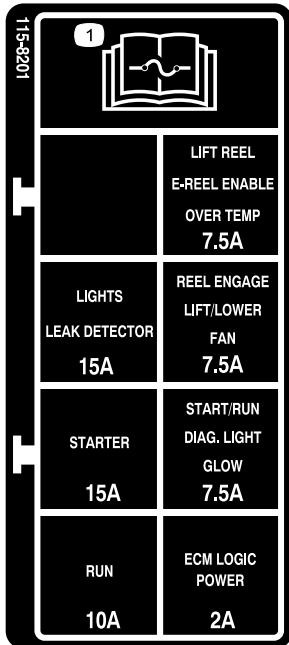 115-8201
1
LIFT REEL
E-REEL ENABLE
OVER TEMP
7.5A
LIGHTS
LEAK DETECTOR
15A
REEL ENGAGE
LIFT/LOWER
FAN
7.5A
STARTER
15A
START/RUN
DIAG. LIGHT
GLOW
7.5A
RUN
10A
ECM LOGIC
POWER
2A